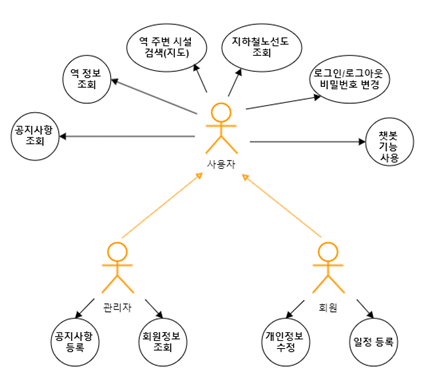 역 주변 시설
검색(지도)
지하철노선도
조회
역 정보
조회
로그인/로그아웃
비밀번호 변경
공지사항
조회
챗봇
기능
사용
사용자
관리자
회원
공지사항
등록
회원정보
조회
개인정보
수정
일정 등록